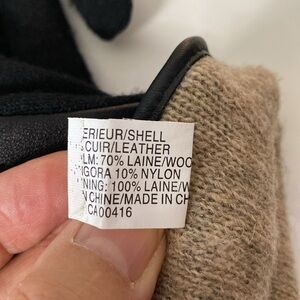 ERIEUR/SHELL
CUIR/LEATHER
LM: 70% LAINE/WOO
NGORA 10% NYLON
NING: 100% LAINE/W
N CHINE/MADE IN CH
CA00416